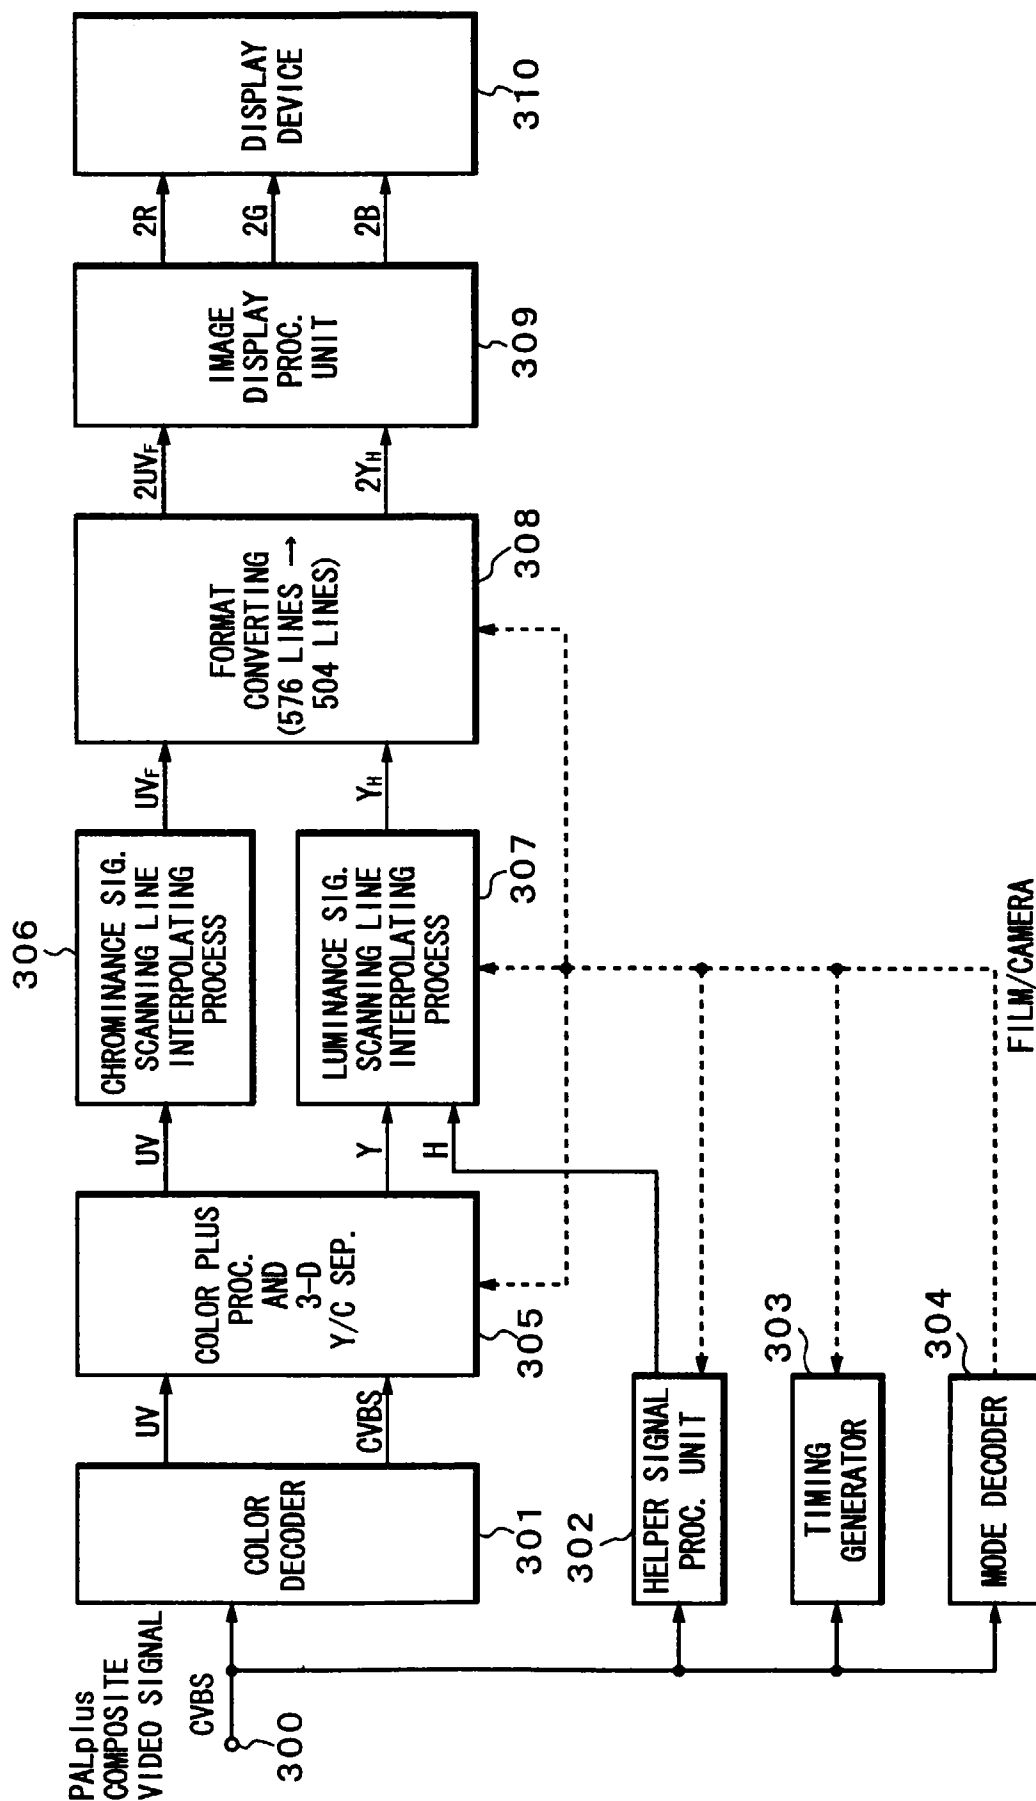 PALplus
COMPOSITE
VIDEO SIGNAL
CVBS
300
COLOR
DECODER
301
UV
CVBS
COLOR PLUS
PROC.
AND
3-D
Y/C SEP.
305
UV
Y
H
306
CHROMINANCE SIG.
SCANNING LINE
INTERPOLATING
PROCESS
LUMINANCE SIG.
SCANNING LINE
INTERPOLATING
PROCESS
307
UVF
YH
FORMAT
CONVERTING
(576 LINES →
504 LINES)
308
2UVF
2YH
IMAGE
DISPLAY
PROC.
UNIT
309
2R
2G
2B
DISPLAY
DEVICE
310
302
HELPER SIGNAL
PROC. UNIT
303
TIMING
GENERATOR
304
MODE DECODER
FILM/CAMERA